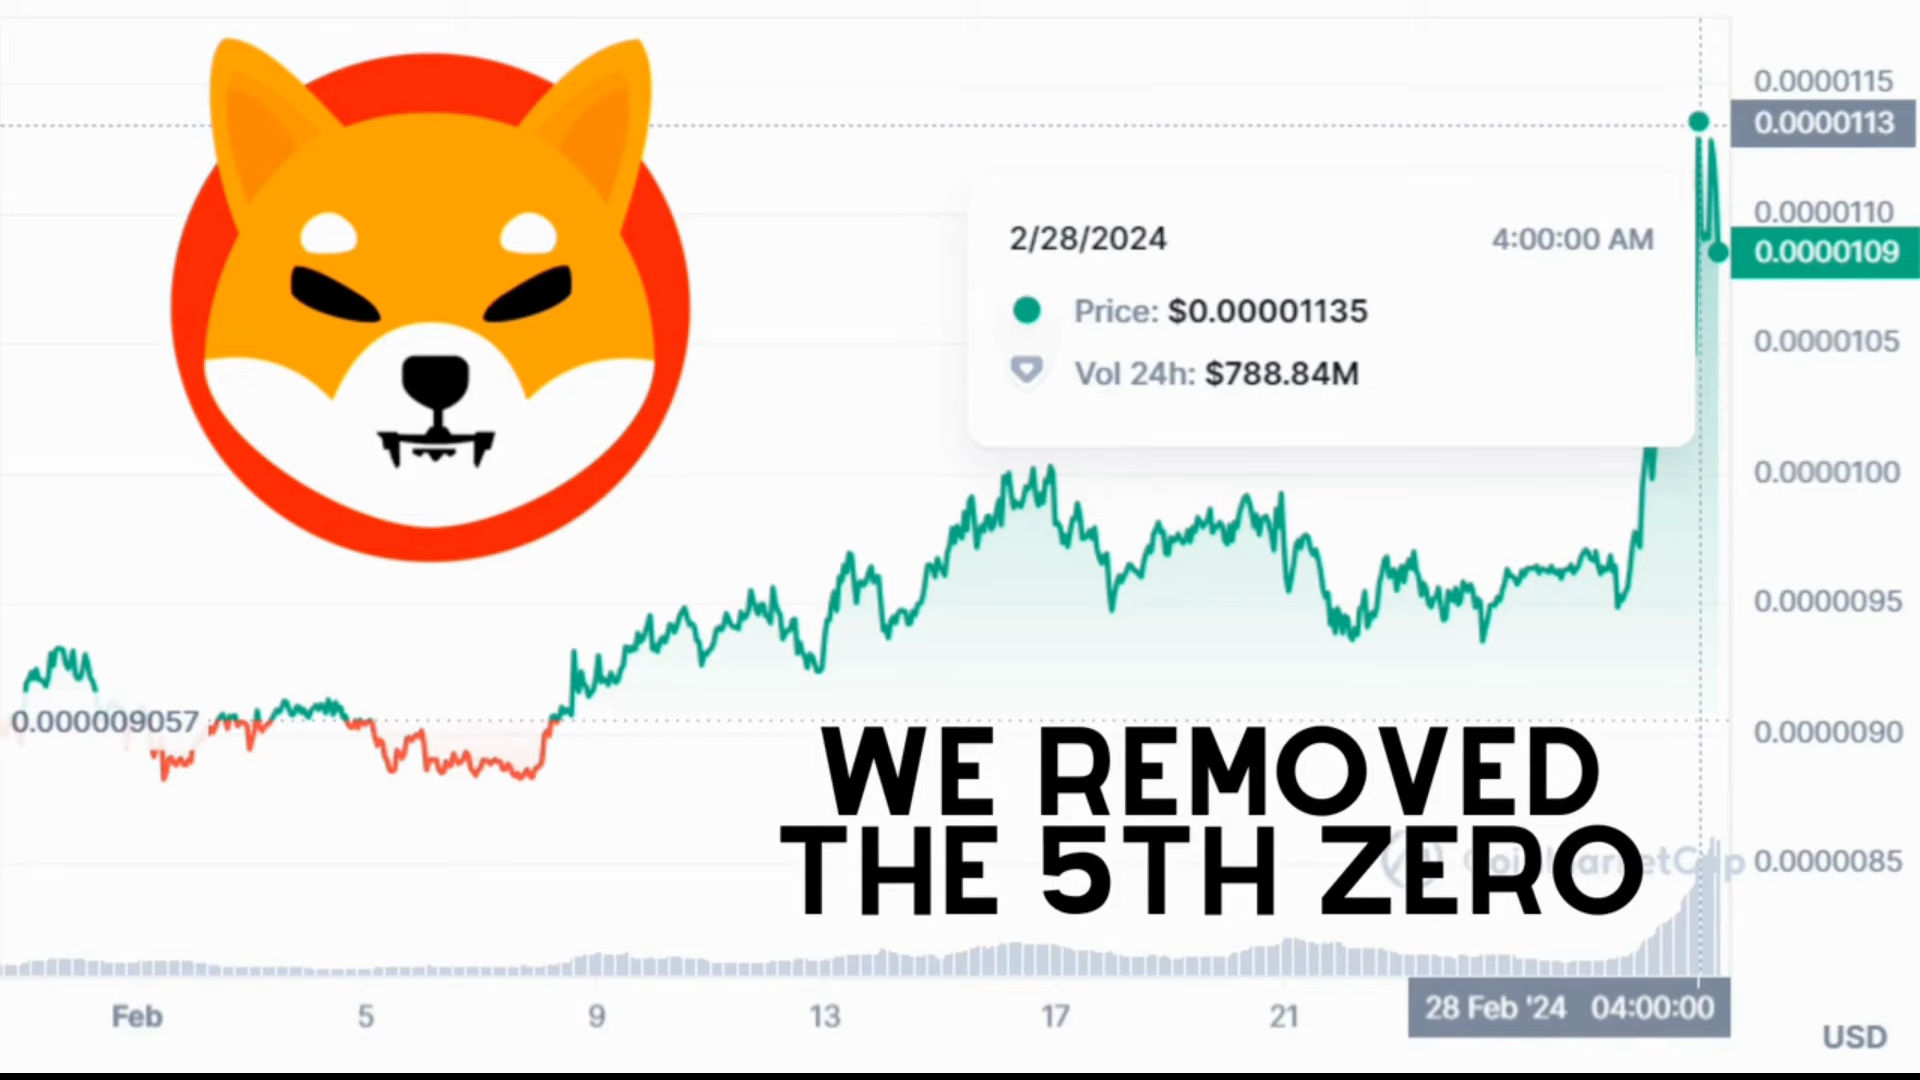 0.0000115
0.0000113
0.0000110
2/28/2024 4:00:00 AM
0.0000109
Price: $0.00001135
0.0000105
Vol 24h: $788.84M
0.0000100
0.0000095
0.000009057
0.0000090
WE REMOVED
THE 5TH ZERO
CoinMarketCap
0.0000085
Feb 5 9 13 17 21 28 Feb '24 04:00:00
USD